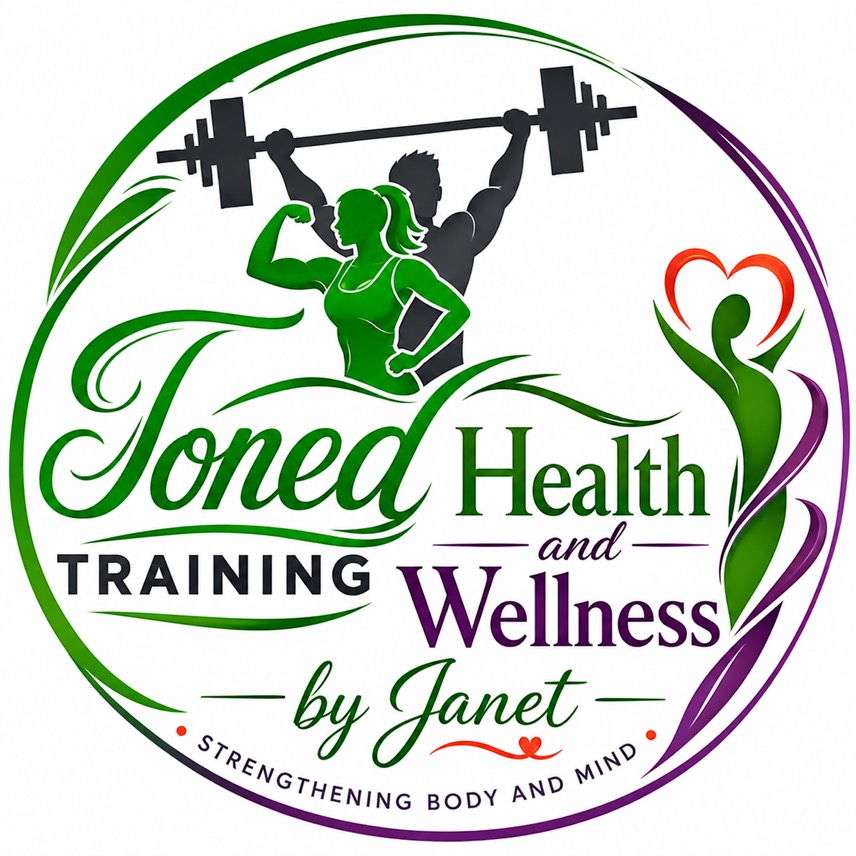 Toned
TRAINING
Health
and
Wellness
by Janet
STRENGTHENING BODY AND MIND